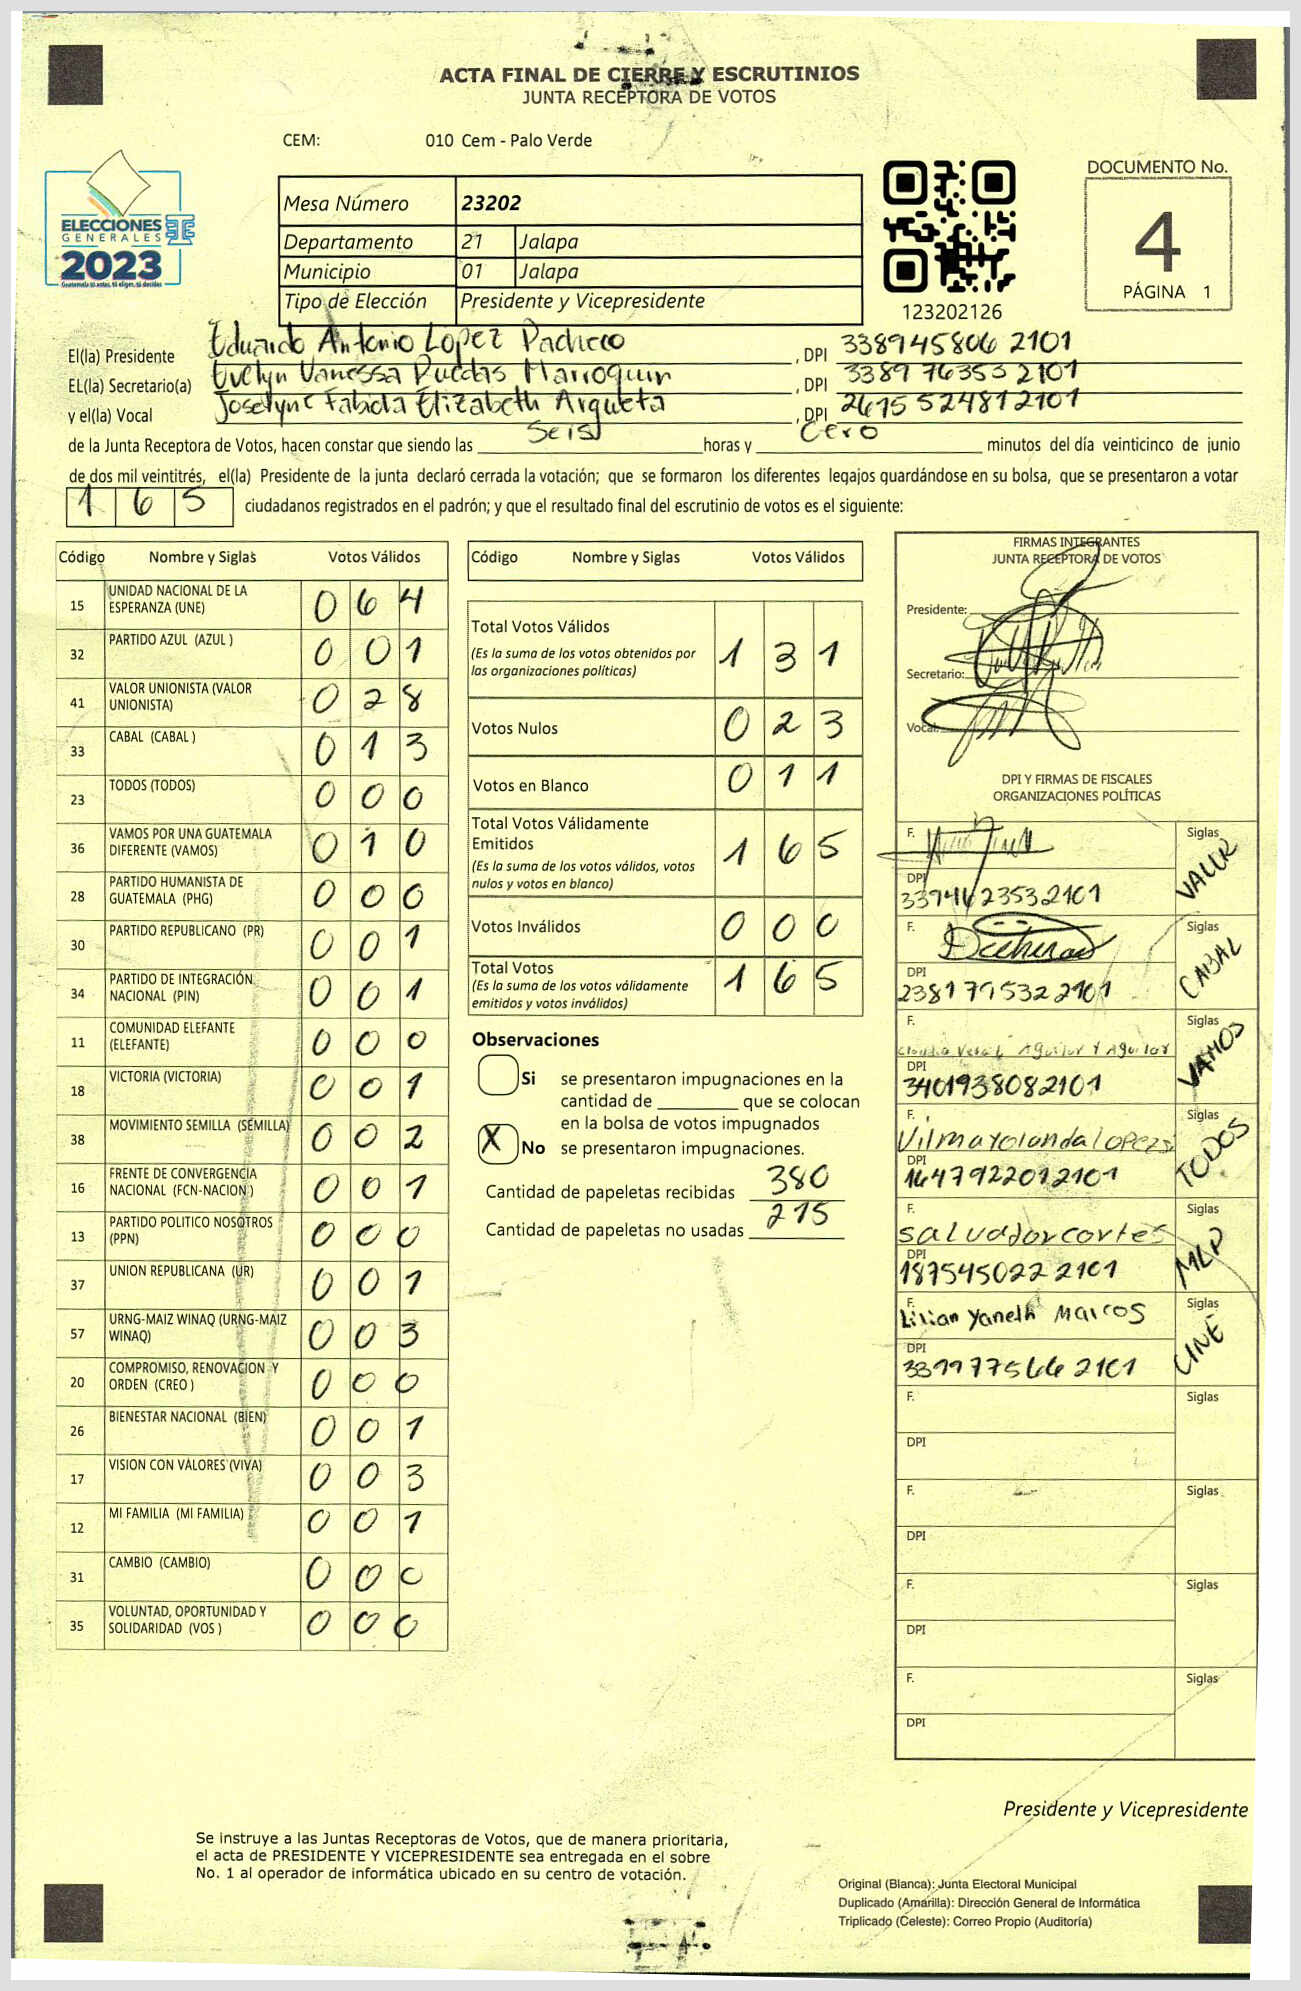 ACTA FINAL DE CIERRE Y ESCRUTINIOS
JUNTA RECEPTORA DE VOTOS
CEM: 010 Cem - Palo Verde
ELECCIONES
GENERALES
2023
Guatemala tú votas, tú eliges, tú decides
Mesa Número 23202
Departamento 21 Jalapa
Municipio 01 Jalapa
Tipo de Elección Presidente y Vicepresidente
123202126
DOCUMENTO No.
4
PÁGINA 1
El(la) Presidente Eduardo Antonio López Pacheco, DPI 338945806 2101
EL(la) Secretario(a) Evelyn Vanessa Marroquin, DPI 3389 76353 2101
y el(la) Vocal Joselyne Fabiola Elizabeth Argueta, DPI 2675 52481 2101
de la Junta Receptora de Votos, hacen constar que siendo las Seis horas y Cero minutos del día veinticinco de junio
de dos mil veintitrés, el(la) Presidente de la junta declaró cerrada la votación; que se formaron los diferentes legajos guardándose en su bolsa, que se presentaron a votar
1 6 5 ciudadanos registrados en el padrón; y que el resultado final del escrutinio de votos es el siguiente:
Código Nombre y Siglas Votos Válidos
15 UNIDAD NACIONAL DE LA ESPERANZA (UNE) 0 6 4
32 PARTIDO AZUL (AZUL ) 0 0 1
41 VALOR UNIONISTA (VALOR UNIONISTA) 0 2 8
33 CABAL (CABAL ) 0 1 3
23 TODOS (TODOS) 0 0 0
36 VAMOS POR UNA GUATEMALA DIFERENTE (VAMOS) 0 1 0
28 PARTIDO HUMANISTA DE GUATEMALA (PHG) 0 0 0
30 PARTIDO REPUBLICANO (PR) 0 0 1
34 PARTIDO DE INTEGRACIÓN NACIONAL (PIN) 0 0 1
11 COMUNIDAD ELEFANTE (ELEFANTE) 0 0 0
18 VICTORIA (VICTORIA) 0 0 1
38 MOVIMIENTO SEMILLA (SEMILLA) 0 0 2
16 FRENTE DE CONVERGENCIA NACIONAL (FCN-NACION ) 0 0 1
13 PARTIDO POLITICO NOSOTROS (PPN) 0 0 0
37 UNION REPUBLICANA (UR) 0 0 1
57 URNG-MAIZ WINAQ (URNG-MAIZ WINAQ) 0 0 3
20 COMPROMISO, RENOVACION Y ORDEN (CREO ) 0 0 0
26 BIENESTAR NACIONAL (BIEN) 0 0 1
17 VISION CON VALORES (VIVA) 0 0 3
12 MI FAMILIA (MI FAMILIA) 0 0 1
31 CAMBIO (CAMBIO) 0 0 0
35 VOLUNTAD, OPORTUNIDAD Y SOLIDARIDAD (VOS ) 0 0 0
Código Nombre y Siglas Votos Válidos
Total Votos Válidos 1 3 1
(Es la suma de los votos obtenidos por
las organizaciones políticas)
Votos Nulos 0 2 3
Votos en Blanco 0 1 1
Total Votos Válidamente
Emitidos 1 6 5
(Es la suma de los votos válidos, votos
nulos y votos en blanco)
Votos Inválidos 0 0 0
Total Votos 1 6 5
(Es la suma de los votos válidamente
emitidos y votos inválidos)
Observaciones
Si se presentaron impugnaciones en la
cantidad de ________ que se colocan
en la bolsa de votos impugnados
X No se presentaron impugnaciones.
Cantidad de papeletas recibidas 380
Cantidad de papeletas no usadas 215
FIRMAS INTEGRANTES
JUNTA RECEPTORA DE VOTOS
Presidente:
Secretario:
Vocal:
DPI Y FIRMAS DE FISCALES
ORGANIZACIONES POLÍTICAS
F. Siglas VALOR
DPI 339462353 2101
F. Siglas CABAL
DPI 2381 79532 2101
F. Claudia Aguilar Y Aguilar Siglas VAMOS
DPI 3401938082101
F. Vilma Yolanda Siglas TODOS
DPI 1647922012101
F. Salvador cortes Siglas MLP
DPI 187545022 2101
F. Lilian Yaneth Marcos Siglas UNE
DPI 339977566 2101
F. Siglas
DPI
F. Siglas
DPI
F. Siglas
DPI
F. Siglas
DPI
Presidente y Vicepresidente
Se instruye a las Juntas Receptoras de Votos, que de manera prioritaria,
el acta de PRESIDENTE Y VICEPRESIDENTE sea entregada en el sobre
No. 1 al operador de informática ubicado en su centro de votación.
Original (Blanca): Junta Electoral Municipal
Duplicado (Amarilla): Dirección General de Informática
Triplicado (Celeste): Correo Propio (Auditoría)